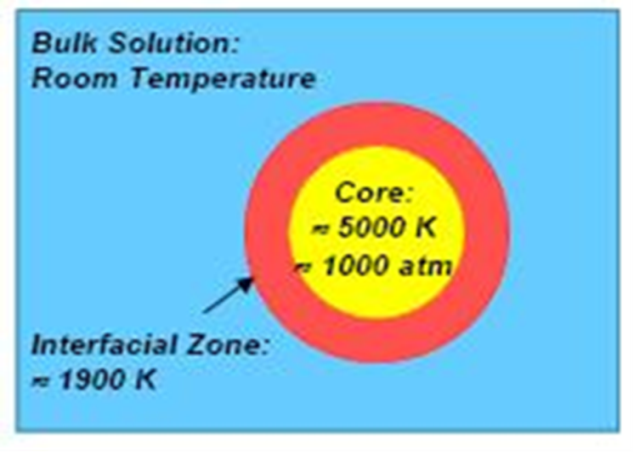 Bulk Solution:
Room Temperature
Core:
≈ 5000 K
≈ 1000 atm
Interfacial Zone:
≈ 1900 K